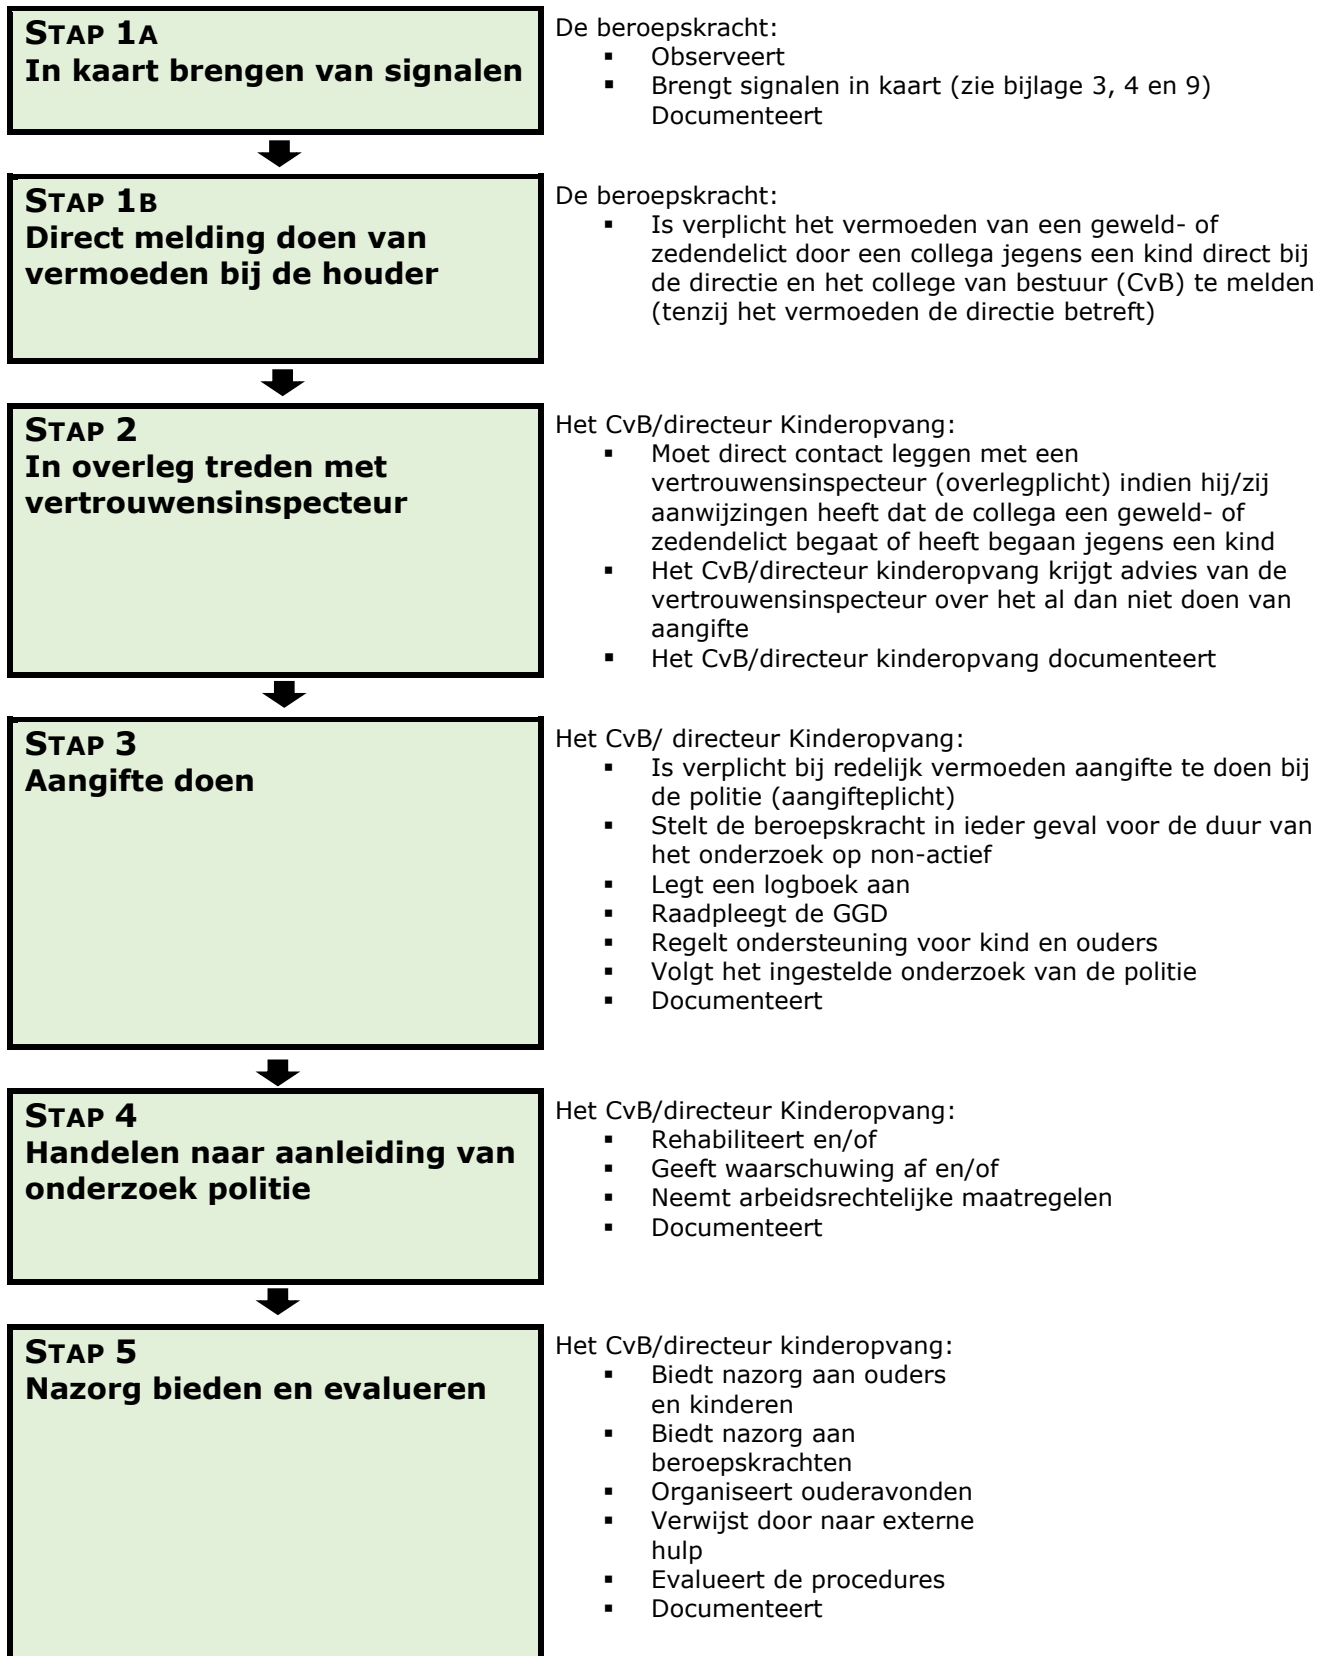 STAP 1A
In kaart brengen van signalen
De beroepskracht:
▪ Observeert
▪ Brengt signalen in kaart (zie bijlage 3, 4 en 9)
Documenteert
STAP 1B
Direct melding doen van
vermoeden bij de houder
De beroepskracht:
▪ Is verplicht het vermoeden van een geweld- of
zedendelict door een collega jegens een kind direct bij
de directie en het college van bestuur (CvB) te melden
(tenzij het vermoeden de directie betreft)
STAP 2
In overleg treden met
vertrouwensinspecteur
Het CvB/directeur Kinderopvang:
▪ Moet direct contact leggen met een
vertrouwensinspecteur (overlegplicht) indien hij/zij
aanwijzingen heeft dat de collega een geweld- of
zedendelict begaat of heeft begaan jegens een kind
▪ Het CvB/directeur kinderopvang krijgt advies van de
vertrouwensinspecteur over het al dan niet doen van
aangifte
▪ Het CvB/directeur kinderopvang documenteert
STAP 3
Aangifte doen
Het CvB/ directeur Kinderopvang:
▪ Is verplicht bij redelijk vermoeden aangifte te doen bij
de politie (aangifteplicht)
▪ Stelt de beroepskracht in ieder geval voor de duur van
het onderzoek op non-actief
▪ Legt een logboek aan
▪ Raadpleegt de GGD
▪ Regelt ondersteuning voor kind en ouders
▪ Volgt het ingestelde onderzoek van de politie
▪ Documenteert
STAP 4
Handelen naar aanleiding van
onderzoek politie
Het CvB/directeur Kinderopvang:
▪ Rehabiliteert en/of
▪ Geeft waarschuwing af en/of
▪ Neemt arbeidsrechtelijke maatregelen
▪ Documenteert
STAP 5
Nazorg bieden en evalueren
Het CvB/directeur kinderopvang:
▪ Biedt nazorg aan ouders
en kinderen
▪ Biedt nazorg aan
beroepskrachten
▪ Organiseert ouderavonden
▪ Verwijst door naar externe
hulp
▪ Evalueert de procedures
▪ Documenteert